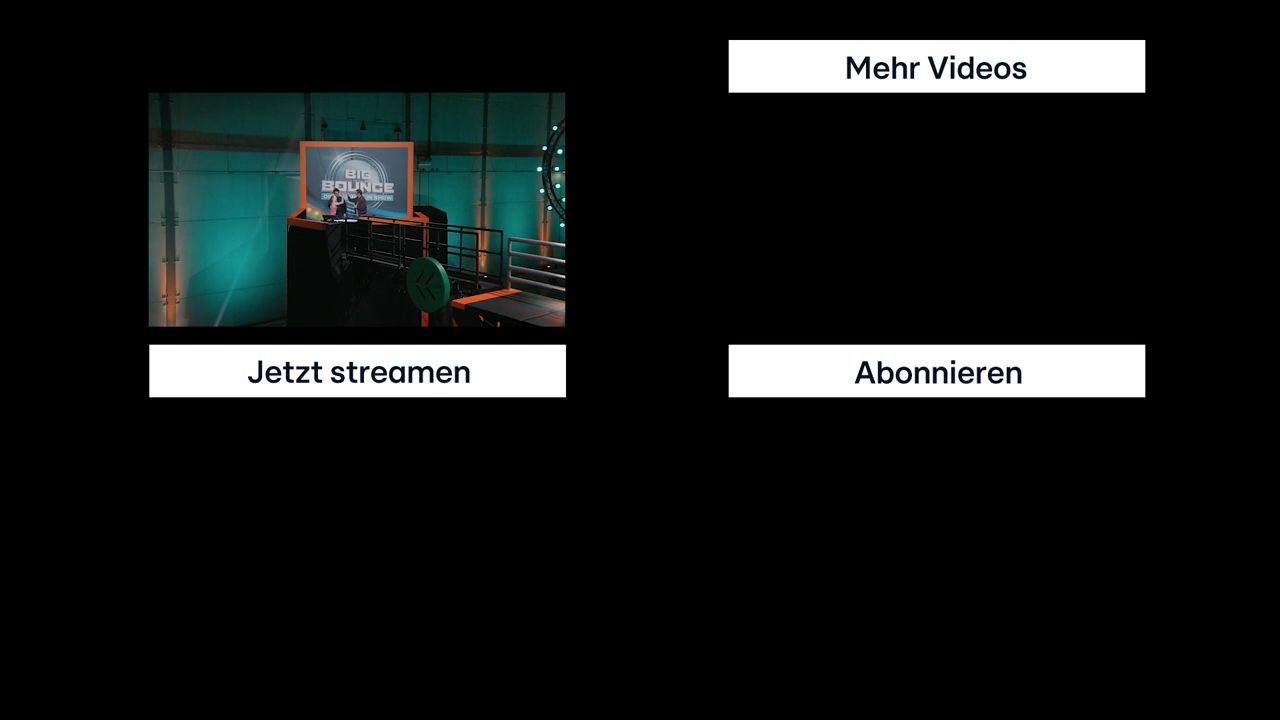 Mehr Videos
BIG
BOUNCE
Jetzt streamen
Abonnieren